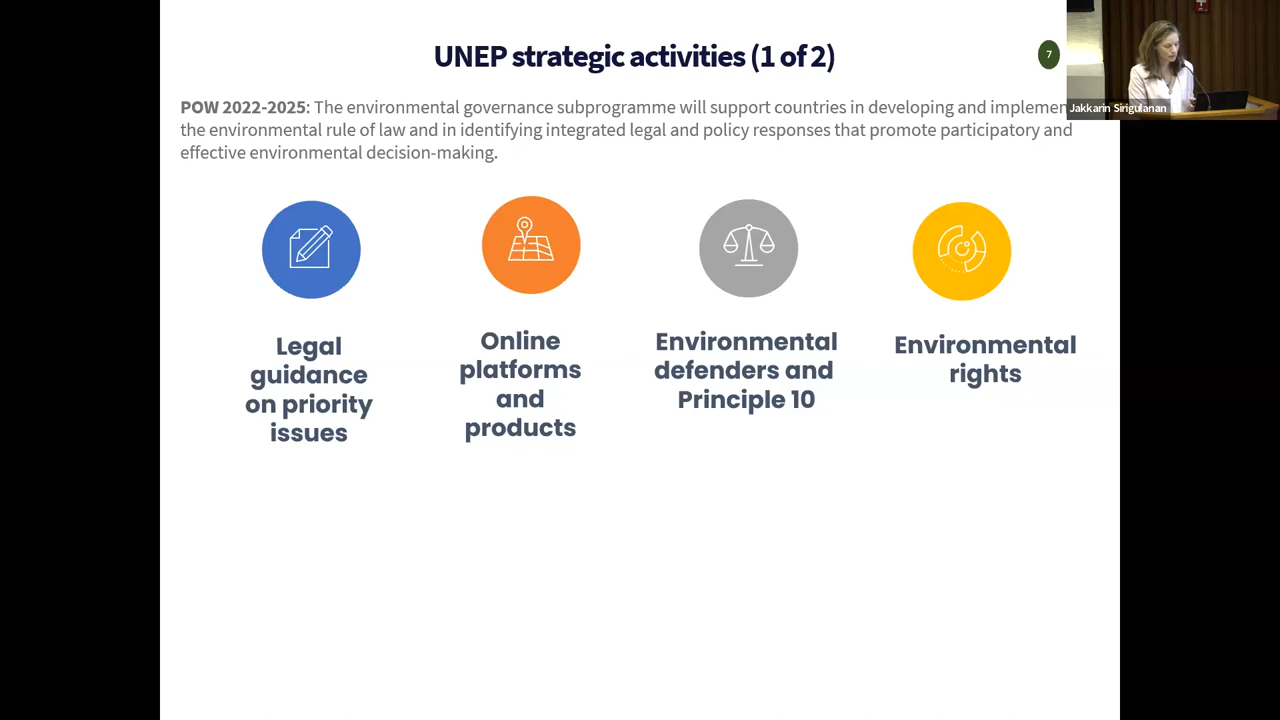 UNEP strategic activities (1 of 2)
7
POW 2022-2025: The environmental governance subprogramme will support countries in developing and implemen
the environmental rule of law and in identifying integrated legal and policy responses that promote participatory and
effective environmental decision-making.
Jakkarin Sirigulanan
Legal
guidance
on priority
issues
Online
platforms
and
products
Environmental
defenders and
Principle 10
Environmental
rights